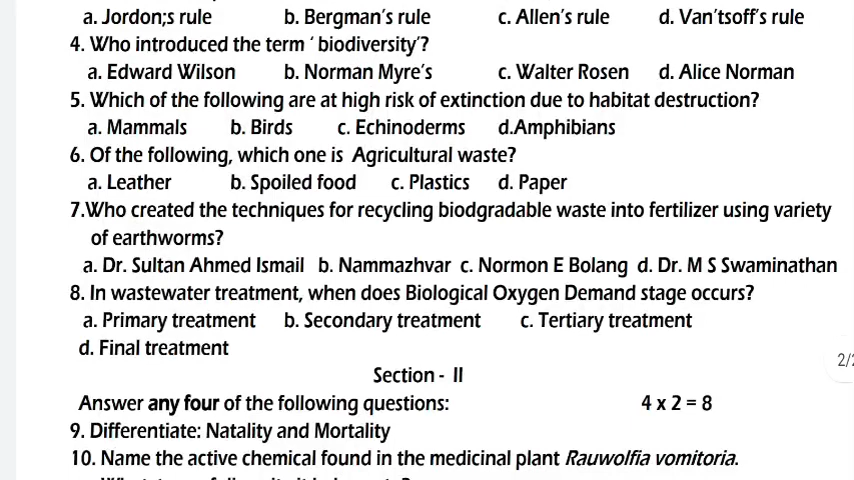 a. Jordon;s rule b. Bergman's rule c. Allen's rule d. Van'tsoff's rule
4. Who introduced the term ‘ biodiversity’?
a. Edward Wilson b. Norman Myre's c. Walter Rosen d. Alice Norman
5. Which of the following are at high risk of extinction due to habitat destruction?
a. Mammals b. Birds c. Echinoderms d.Amphibians
6. Of the following, which one is Agricultural waste?
a. Leather b. Spoiled food c. Plastics d. Paper
7.Who created the techniques for recycling biodgradable waste into fertilizer using variety
of earthworms?
a. Dr. Sultan Ahmed Ismail b. Nammazhvar c. Normon E Bolang d. Dr. M S Swaminathan
8. In wastewater treatment, when does Biological Oxygen Demand stage occurs?
a. Primary treatment b. Secondary treatment c. Tertiary treatment
d. Final treatment
2/2
Section - II
Answer any four of the following questions: 4 x 2 = 8
9. Differentiate: Natality and Mortality
10. Name the active chemical found in the medicinal plant Rauwolfia vomitoria.